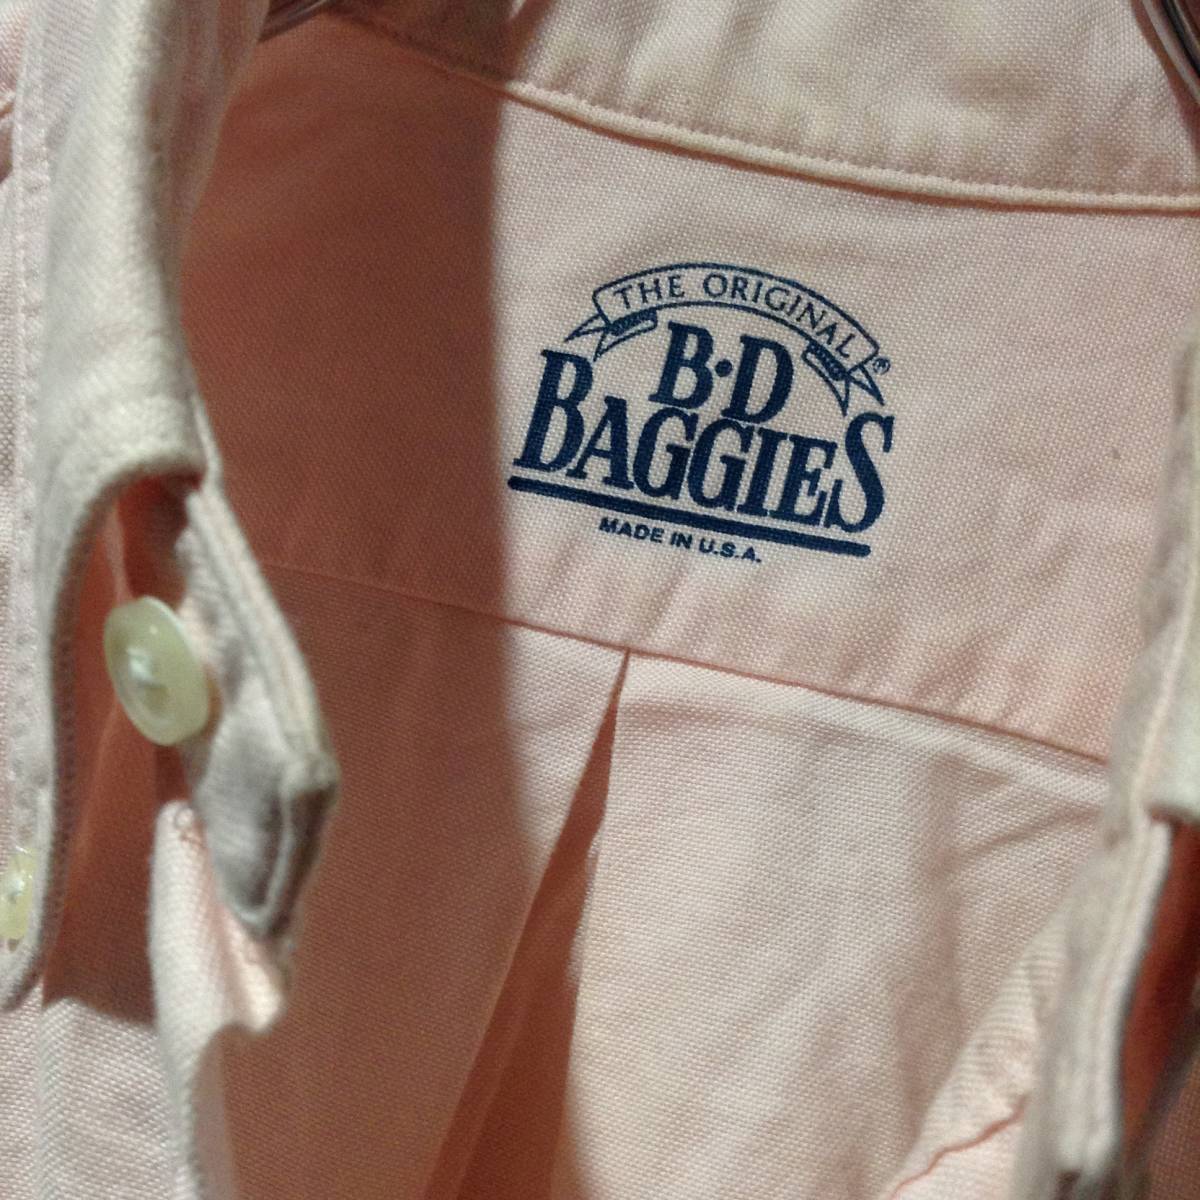 THE ORIGINAL ®
B•D
BAGGIES
MADE IN U.S.A.